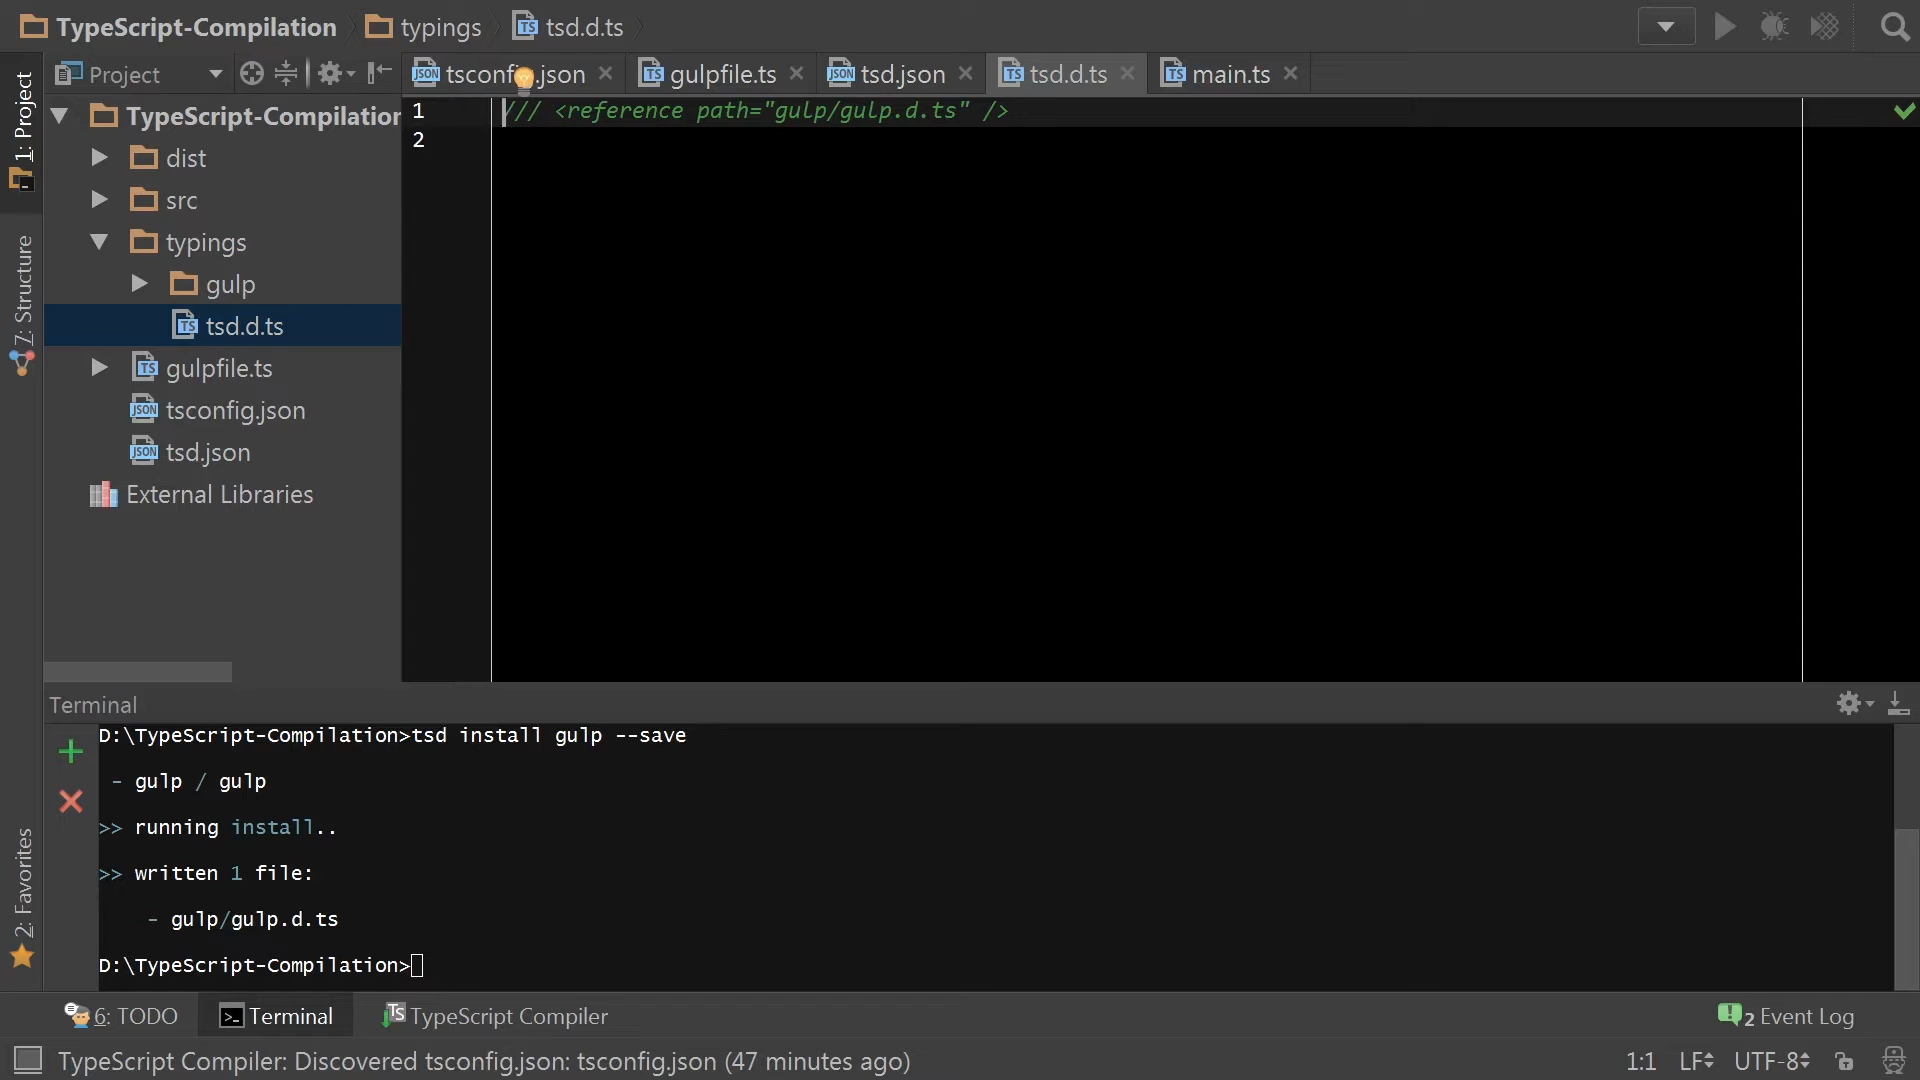 TypeScript-Compilation
typings
tsd.d.ts
1: Project
7: Structure
2: Favorites
Project
TypeScript-Compilation
dist
src
typings
gulp
tsd.d.ts
gulpfile.ts
tsconfig.json
tsd.json
External Libraries
tsconfig.json
gulpfile.ts
tsd.json
tsd.d.ts
main.ts
1 /// <reference path="gulp/gulp.d.ts" />
2
Terminal
D:\TypeScript-Compilation>tsd install gulp --save
- gulp / gulp
>> running install..
>> written 1 file:
- gulp/gulp.d.ts
D:\TypeScript-Compilation>
6: TODO
Terminal
TypeScript Compiler
2 Event Log
TypeScript Compiler: Discovered tsconfig.json: tsconfig.json (47 minutes ago)
1:1
LF
UTF-8